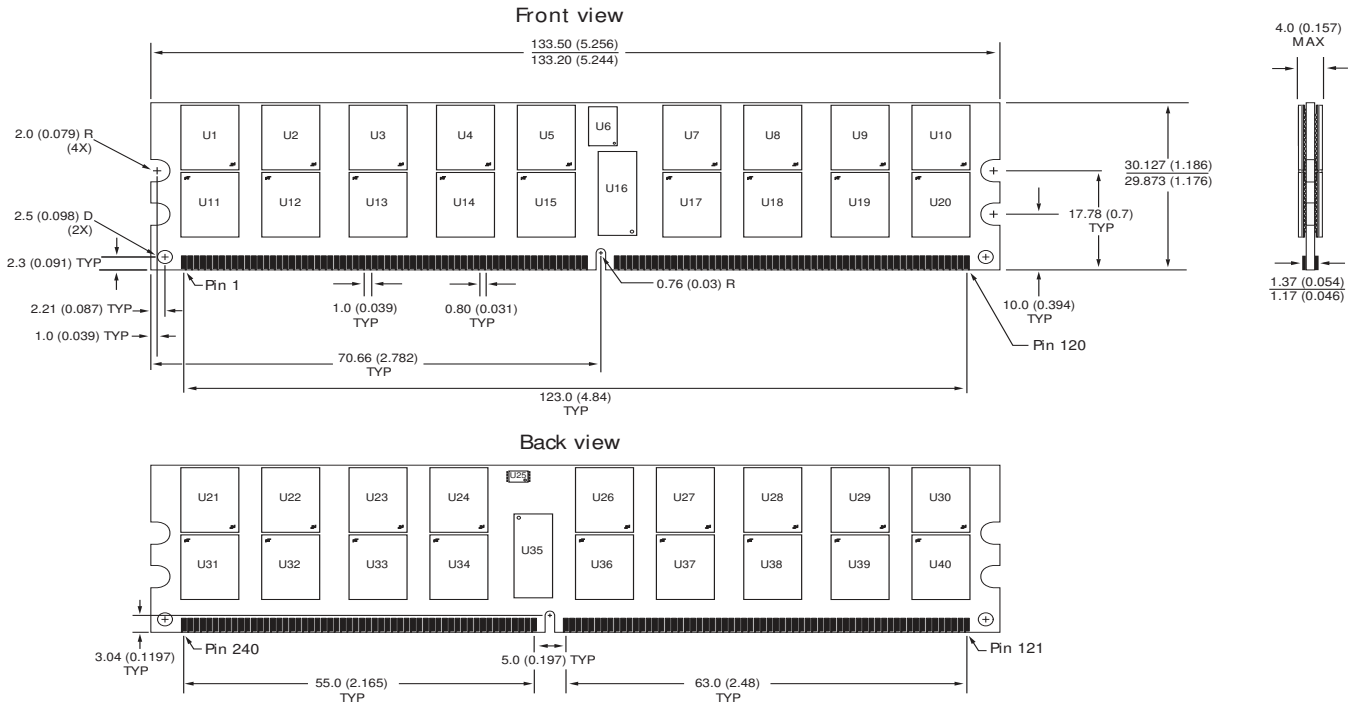 Front view
133.50 (5.256)
133.20 (5.244)
4.0 (0.157)
MAX
2.0 (0.079) R
(4X)
U1 U2 U3 U4 U5 U6 U7 U8 U9 U10
U11 U12 U13 U14 U15 U16 U17 U18 U19 U20
30.127 (1.186)
29.873 (1.176)
17.78 (0.7)
TYP
2.5 (0.098) D
(2X)
2.3 (0.091) TYP
Pin 1
0.76 (0.03) R
1.37 (0.054)
1.17 (0.046)
2.21 (0.087) TYP
1.0 (0.039)
TYP
0.80 (0.031)
TYP
10.0 (0.394)
TYP
1.0 (0.039) TYP
Pin 120
70.66 (2.782)
TYP
123.0 (4.84)
TYP
Back view
U21 U22 U23 U24 U25 U26 U27 U28 U29 U30
U31 U32 U33 U34 U35 U36 U37 U38 U39 U40
3.04 (0.1197)
TYP
Pin 240
5.0 (0.197) TYP
Pin 121
55.0 (2.165)
TYP
63.0 (2.48)
TYP